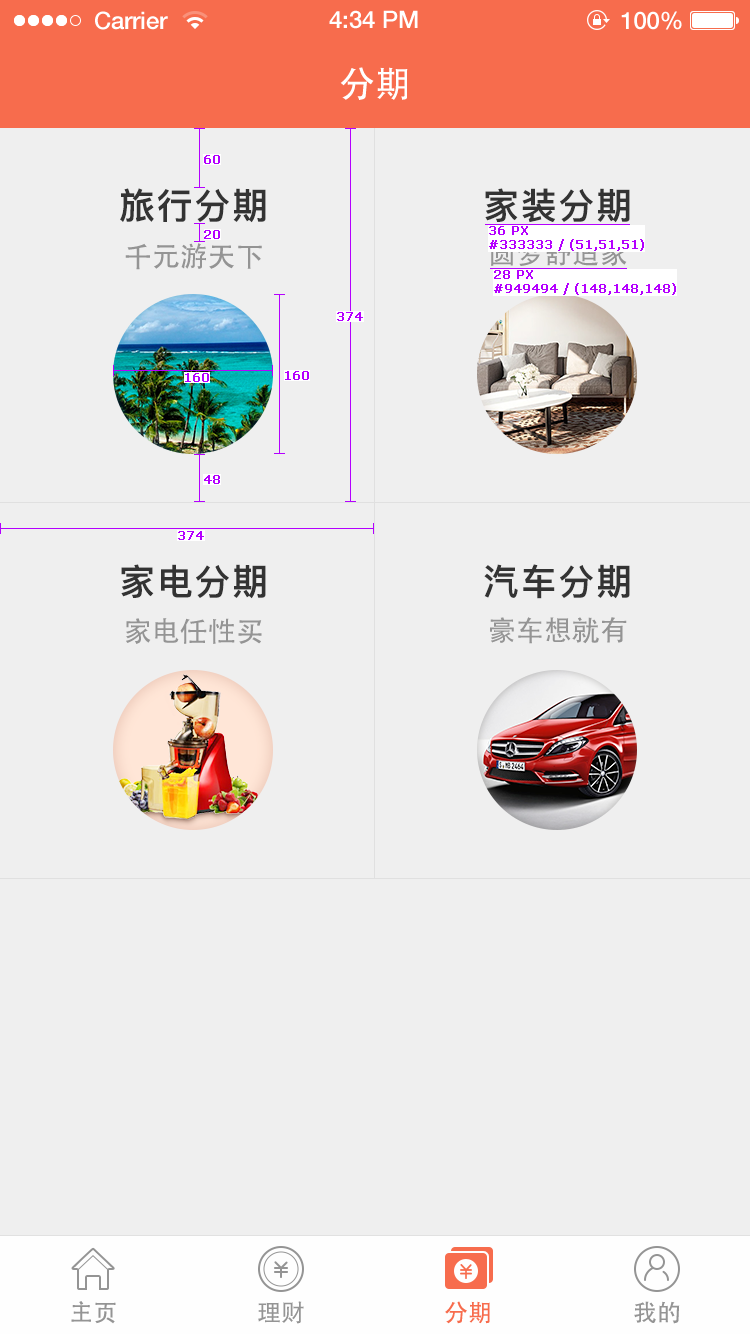 Carrier 4:34 PM 100%
分期
60
旅行分期
家装分期
20
36 PX
#333333 / (51,51,51)
千元游天下
圆梦舒适家
28 PX
#949494 / (148,148,148)
374
160
160
48
374
家电分期
汽车分期
家电任性买
豪车想就有
S MB 2464
主页
理财
分期
我的